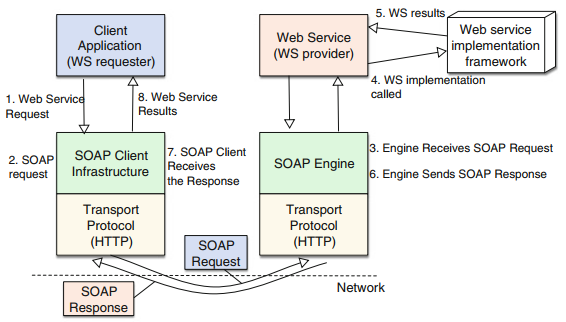 Client
Application
(WS requester)
Web Service
(WS provider)
5. WS results
Web service
implementation
framework
4. WS implementation
called
1. Web Service
Request
8. Web Service
Results
2. SOAP
request
SOAP Client
Infrastructure
7. SOAP Client
Receives
the Response
SOAP Engine
3. Engine Receives SOAP Request
6. Engine Sends SOAP Response
Transport
Protocol
(HTTP)
Transport
Protocol
(HTTP)
SOAP
Request
Network
SOAP
Response